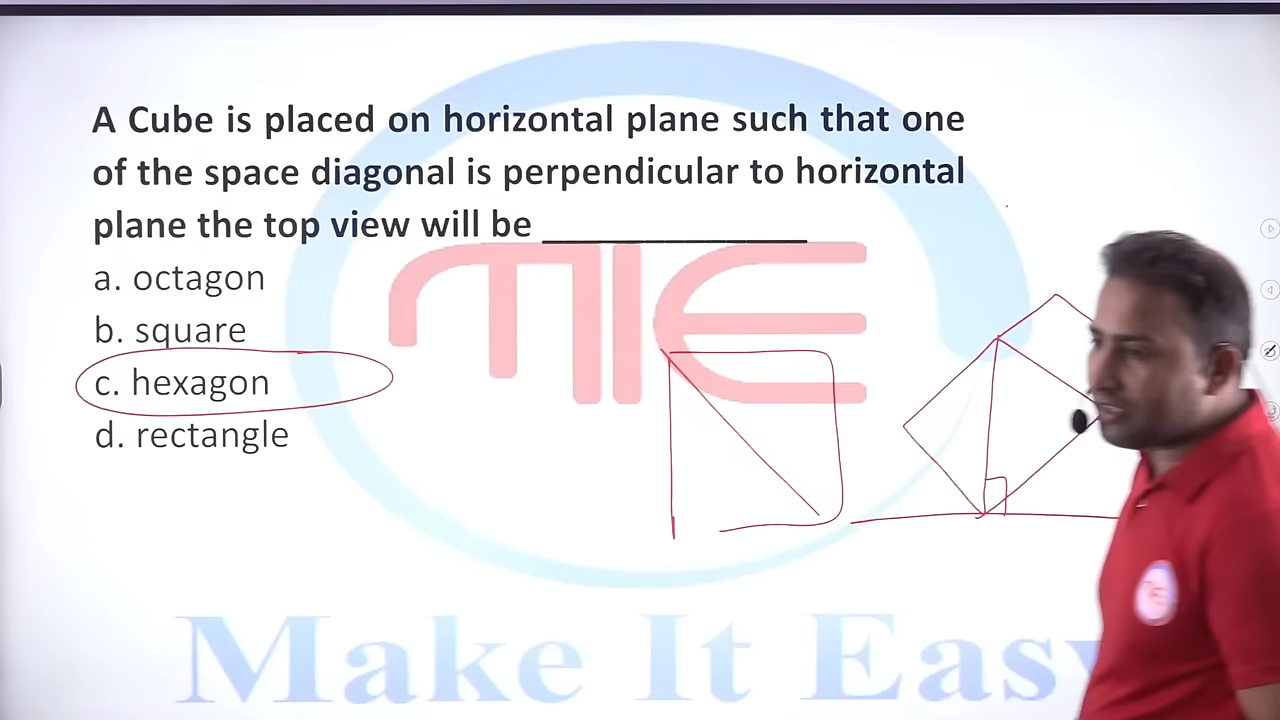 A Cube is placed on horizontal plane such that one
of the space diagonal is perpendicular to horizontal
plane the top view will be ____________
a. octagon
b. square
c. hexagon
d. rectangle
MIE
Make It Easy